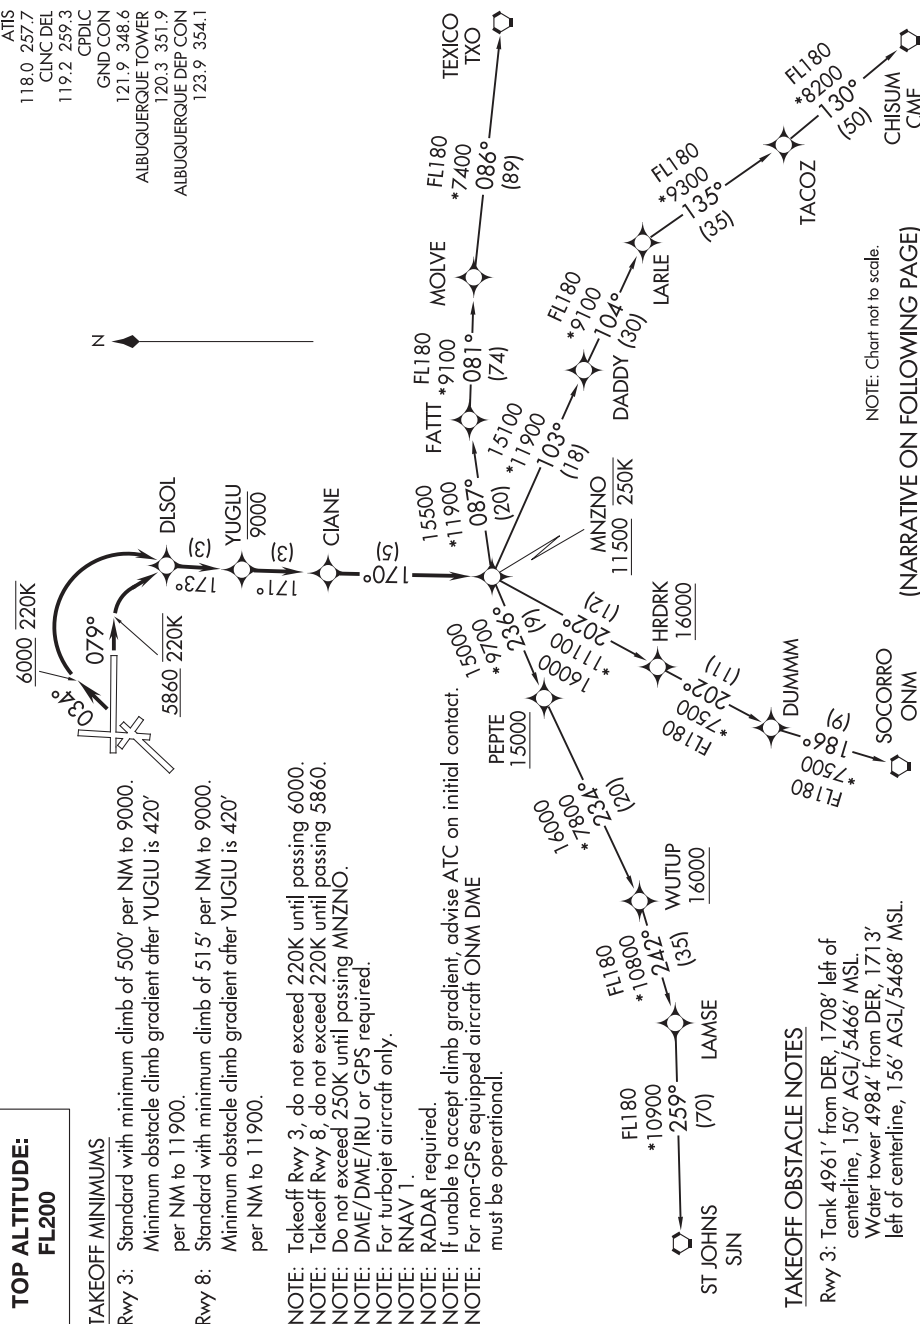 TOP ALTITUDE:
FL200
TAKEOFF MINIMUMS
Rwy 3: Standard with minimum climb of 500' per NM to 9000.
Minimum obstacle climb gradient after YUGLU is 420'
per NM to 11900.
Rwy 8: Standard with minimum climb of 515' per NM to 9000.
Minimum obstacle climb gradient after YUGLU is 420'
per NM to 11900.
NOTE: Takeoff Rwy 3, do not exceed 220K until passing 6000.
NOTE: Takeoff Rwy 8, do not exceed 220K until passing 5860.
NOTE: Do not exceed 250K until passing MNZNO.
NOTE: DME/DME/IRU or GPS required.
NOTE: For turbojet aircraft only.
NOTE: RNAV 1.
NOTE: RADAR required.
NOTE: If unable to accept climb gradient, advise ATC on initial contact.
NOTE: For non-GPS equipped aircraft ONM DME
must be operational.
TAKEOFF OBSTACLE NOTES
Rwy 3: Tank 4961' from DER, 1708' left of
centerline, 150' AGL/5466' MSL.
Water tower 4984' from DER, 1713'
left of centerline, 156' AGL/5468' MSL.
ATIS
118.0 257.7
CLNC DEL
119.2 259.3
CPDLC
GND CON
121.9 348.6
ALBUQUERQUE TOWER
120.3 351.9
ALBUQUERQUE DEP CON
123.9 354.1
N
6000 220K
034°
079°
5860 220K
DLSOL
173°
(3)
YUGLU
9000
171°
(3)
CIANE
170°
(5)
MNZNO
11500 250K
15500
*11900
087°
(20)
FATTT
FL180
*9100
081°
(74)
MOLVE
FL180
*7400
086°
(89)
TEXICO
TXO
15100
*11900
103°
(18)
DADDY
FL180
*9100
104°
(30)
LARLE
FL180
*9300
135°
(35)
TACOZ
FL180
*8200
130°
(50)
CHISUM
CME
16000
*11100
202°
(12)
HRDRK
16000
FL180
*7500
202°
(11)
DUMMM
FL180
*7500
186°
(9)
SOCORRO
ONM
15000
*9700
236°
(9)
PEPTE
15000
16000
*7800
234°
(20)
WUTUP
16000
FL180
*10800
242°
(35)
LAMSE
FL180
*10900
259°
(70)
ST JOHNS
SJN
NOTE: Chart not to scale.
(NARRATIVE ON FOLLOWING PAGE)